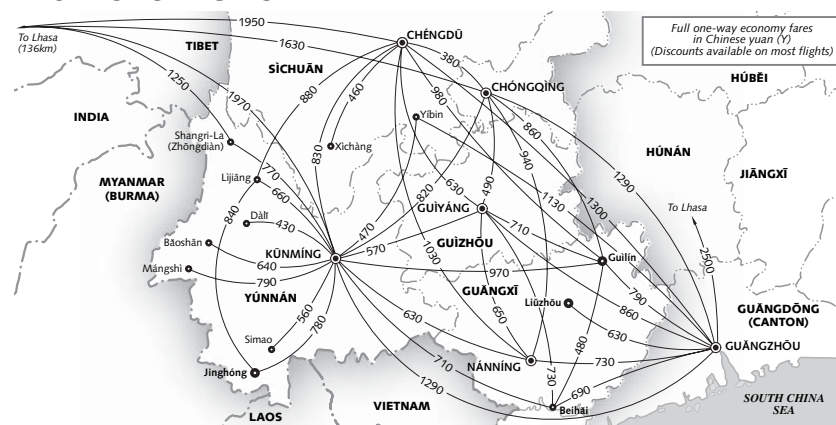 1950
To Lhasa
(136km)
TIBET
CHÉNGDŪ
Full one-way economy fares
in Chinese yuan (Y)
(Discounts available on most flights)
1630
380
SÌCHUĀN
HÚBĚI
1250
1970
880
460
980
CHÓNGQÌNG
INDIA
Yíbīn
860
Shangri-La
(Zhōngdiàn)
Xīchàng
HÚNÁN
830
940
JIĀNGXĪ
770
1290
MYANMAR
(BURMA)
Lìjiāng
660
820
630
490
1130
1300
To Lhasa
840
Dàlǐ
430
470
GUÌYÁNG
710
Bǎoshān
KŪNMÍNG
570
GUÌZHŌU
Guìlín
2500
640
1030
970
Mángshì
790
YÚNNÁN
GUĂNGXĪ
790
Liǔzhōu
860
GUĂNGDŌNG
(CANTON)
560
780
630
650
480
630
Simao
GUĂNGZHŌU
730
Jǐnghóng
710
NÁNNÍNG
730
1290
690
SOUTH CHINA
SEA
LAOS
VIETNAM
Beihǎi